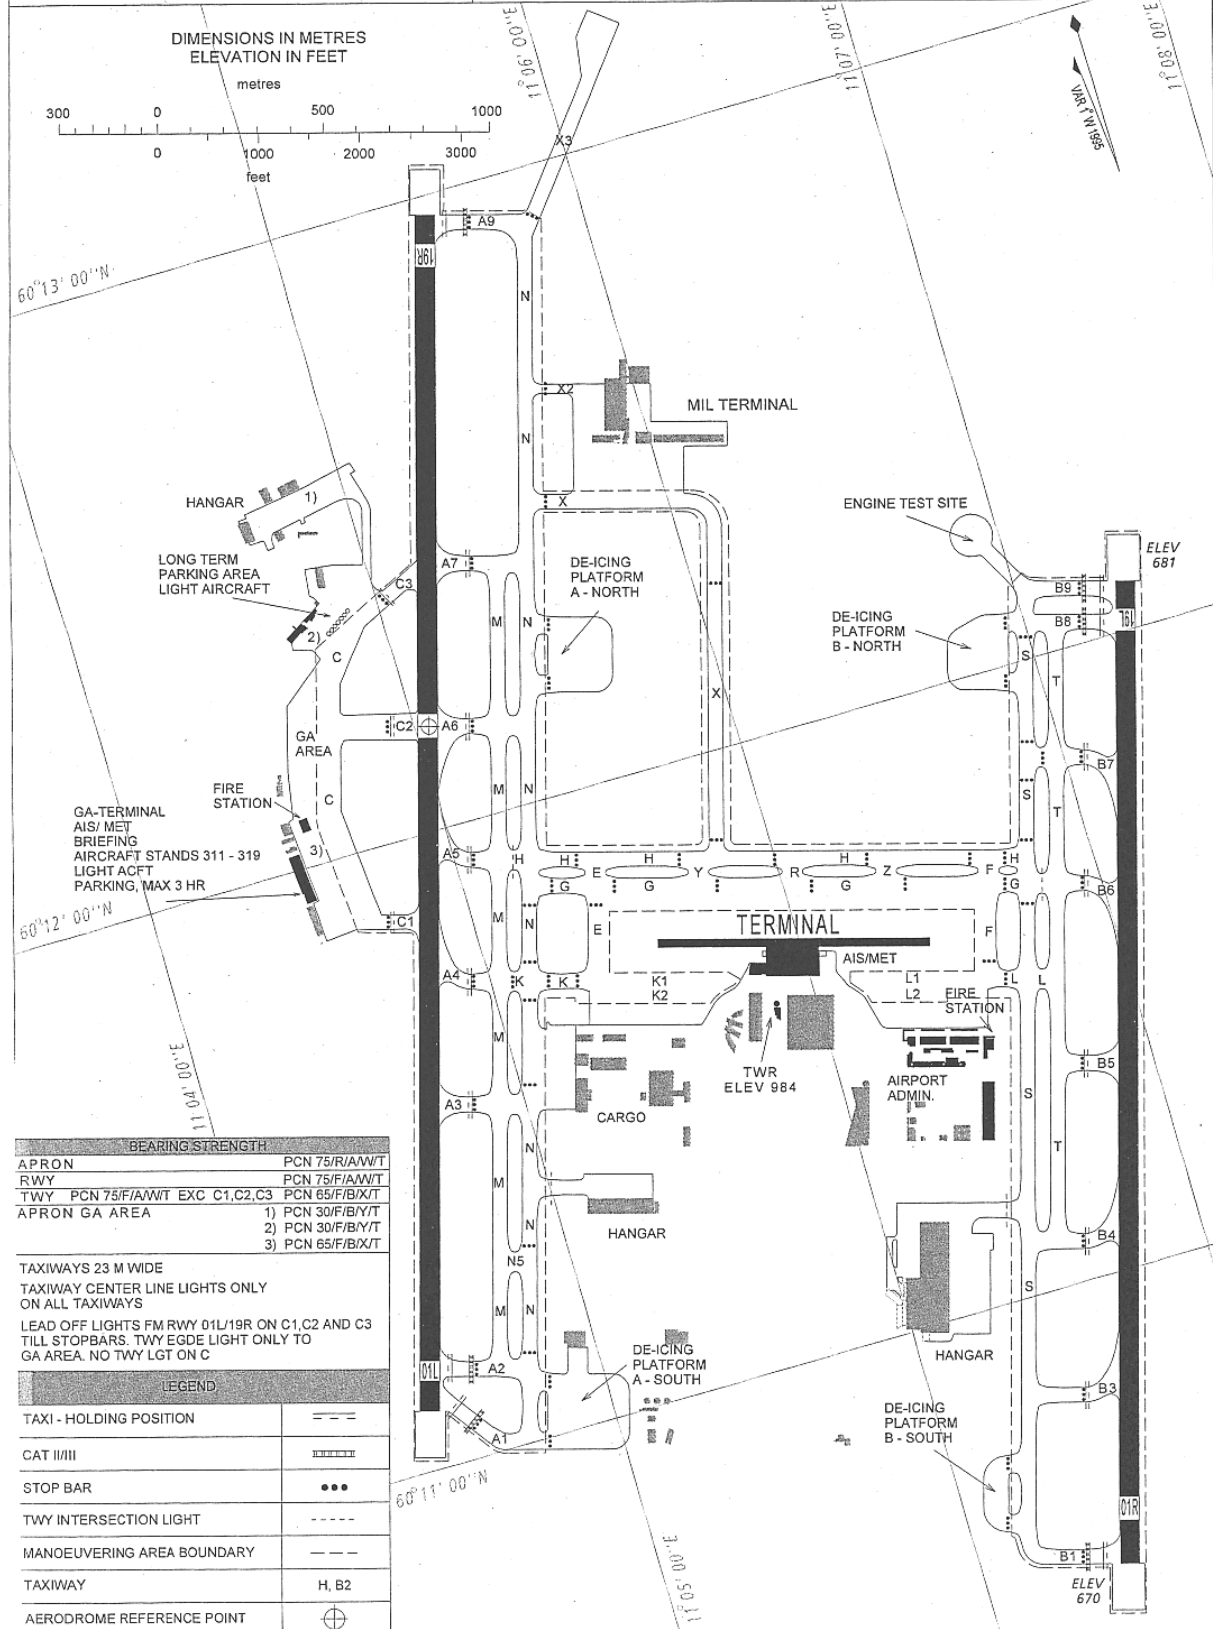 DIMENSIONS IN METRES
ELEVATION IN FEET
metres
300 0 500 1000
0 1000 2000 3000
feet
11°06' 00''E
11°07' 00''E
11°08' 00''E
VAR 1° W 1995
X3
A9
19R
60°13' 00''N
N
X2
MIL TERMINAL
N
HANGAR
1)
X
ENGINE TEST SITE
LONG TERM
PARKING AREA
LIGHT AIRCRAFT
2)
C3
A7
DE-ICING
PLATFORM
A - NORTH
ELEV
681
B9
B8
19L
DE-ICING
PLATFORM
B - NORTH
M
N
C
S
T
X
GA
AREA
C2
A6
B7
FIRE
STATION
C
M
N
S
T
GA-TERMINAL
AIS/ MET
BRIEFING
AIRCRAFT STANDS 311 - 319
LIGHT ACFT
PARKING, MAX 3 HR
3)
A5
H H H H H
E Y R Z F
G G G G
B6
60°12' 00''N
C1
M
N
E
TERMINAL
F
AIS/MET
A4
K K
K1
K2
L1
L2
L L
FIRE
STATION
M
TWR
ELEV 984
B5
AIRPORT
ADMIN.
A3
CARGO
S
11°04' 00''E
N
T
HANGAR
N
B4
N5
S
M
N
HANGAR
01L
A2
DE-ICING
PLATFORM
A - SOUTH
B3
A1
DE-ICING
PLATFORM
B - SOUTH
60°11' 00''N
01R
11°05' 00''E
B1
ELEV
670
BEARING STRENGTH
APRON PCN 75/R/A/W/T
RWY PCN 75/F/A/W/T
TWY PCN 75/F/A/W/T EXC C1,C2,C3 PCN 65/F/B/X/T
APRON GA AREA 1) PCN 30/F/B/Y/T
2) PCN 30/F/B/Y/T
3) PCN 65/F/B/X/T
TAXIWAYS 23 M WIDE
TAXIWAY CENTER LINE LIGHTS ONLY
ON ALL TAXIWAYS
LEAD OFF LIGHTS FM RWY 01L/19R ON C1,C2 AND C3
TILL STOPBARS. TWY EGDE LIGHT ONLY TO
GA AREA. NO TWY LGT ON C
LEGEND
TAXI - HOLDING POSITION
CAT II/III
STOP BAR
TWY INTERSECTION LIGHT
MANOEUVERING AREA BOUNDARY
TAXIWAY H, B2
AERODROME REFERENCE POINT